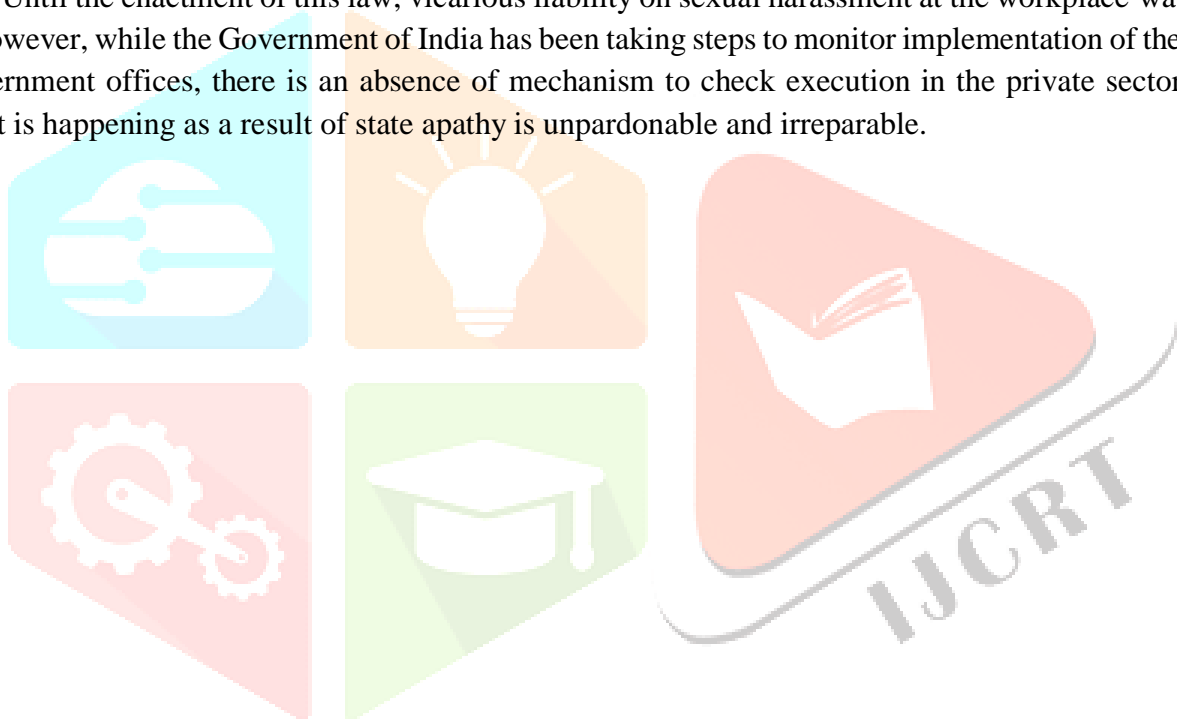 Until the enactment of this law, vicarious liability on sexual harassment at the workplace wa
owever, while the Government of India has been taking steps to monitor implementation of the
ernment offices, there is an absence of mechanism to check execution in the private sector
t is happening as a result of state apathy is unpardonable and irreparable.
IJCRT